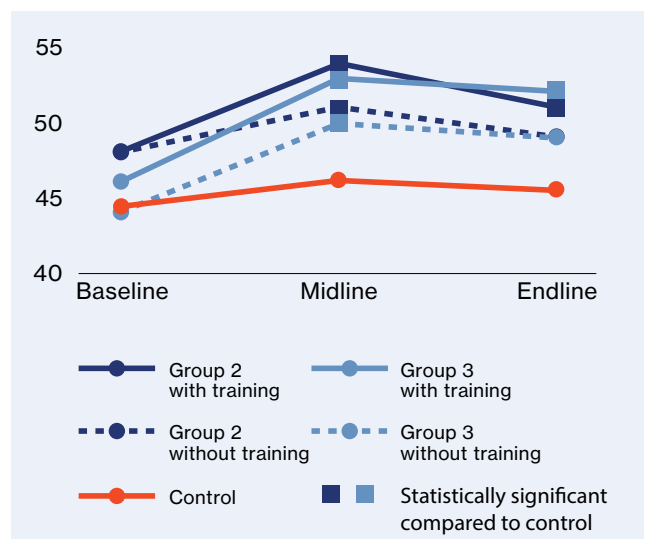 55
50
45
40
Baseline Midline Endline
Group 2
with training
Group 3
with training
Group 2
without training
Group 3
without training
Control
Statistically significant
compared to control